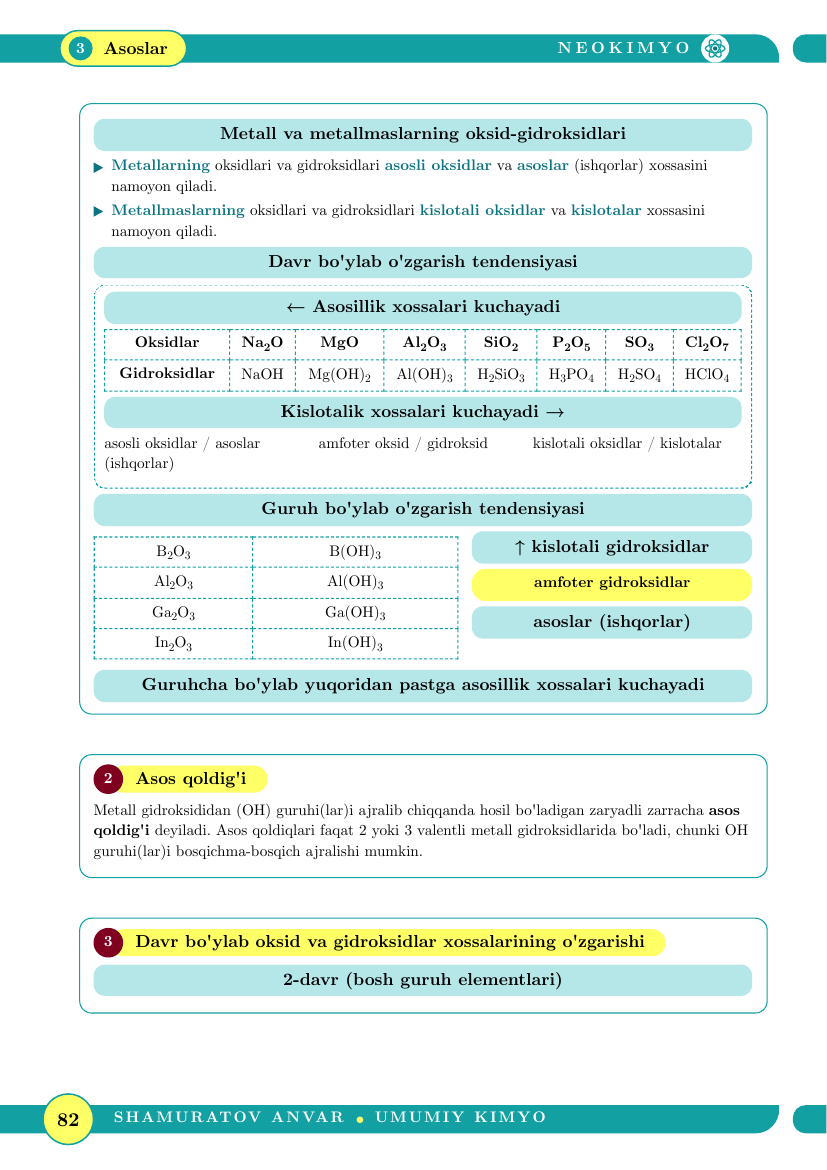 3 Asoslar
NEOKIMYO
Metall va metallmaslarning oksid-gidroksidlari
▶ Metallarning oksidlari va gidroksidlari asosli oksidlar va asoslar (ishqorlar) xossasini
namoyon qiladi.
▶ Metallmaslarning oksidlari va gidroksidlari kislotali oksidlar va kislotalar xossasini
namoyon qiladi.
Davr bo'ylab o'zgarish tendensiyasi
← Asosillik xossalari kuchayadi
Oksidlar Na₂O MgO Al₂O₃ SiO₂ P₂O₅ SO₃ Cl₂O₇
Gidroksidlar NaOH Mg(OH)₂ Al(OH)₃ H₂SiO₃ H₃PO₄ H₂SO₄ HClO₄
Kislotalik xossalari kuchayadi →
asosli oksidlar / asoslar
(ishqorlar)
amfoter oksid / gidroksid
kislotali oksidlar / kislotalar
Guruh bo'ylab o'zgarish tendensiyasi
B₂O₃ B(OH)₃
Al₂O₃ Al(OH)₃
Ga₂O₃ Ga(OH)₃
In₂O₃ In(OH)₃
↑ kislotali gidroksidlar
amfoter gidroksidlar
asoslar (ishqorlar)
Guruhcha bo'ylab yuqoridan pastga asosillik xossalari kuchayadi
2 Asos qoldig'i
Metall gidroksididan (OH) guruhi(lar)i ajralib chiqqanda hosil bo'ladigan zaryadli zarracha asos
qoldig'i deyiladi. Asos qoldiqlari faqat 2 yoki 3 valentli metall gidroksidlarida bo'ladi, chunki OH
guruhi(lar)i bosqichma-bosqich ajralishi mumkin.
3 Davr bo'ylab oksid va gidroksidlar xossalarining o'zgarishi
2-davr (bosh guruh elementlari)
82 SHAMURATOV ANVAR • UMUMIY KIMYO